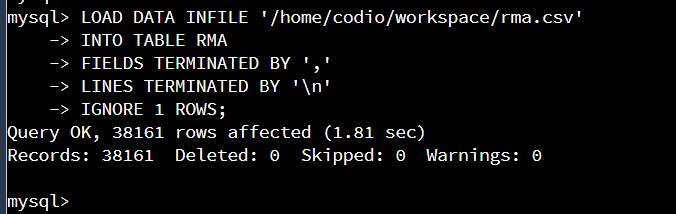 mysql> LOAD DATA INFILE '/home/codio/workspace/rma.csv'
    -> INTO TABLE RMA
    -> FIELDS TERMINATED BY ','
    -> LINES TERMINATED BY '\n'
    -> IGNORE 1 ROWS;
Query OK, 38161 rows affected (1.81 sec)
Records: 38161  Deleted: 0  Skipped: 0  Warnings: 0
mysql>